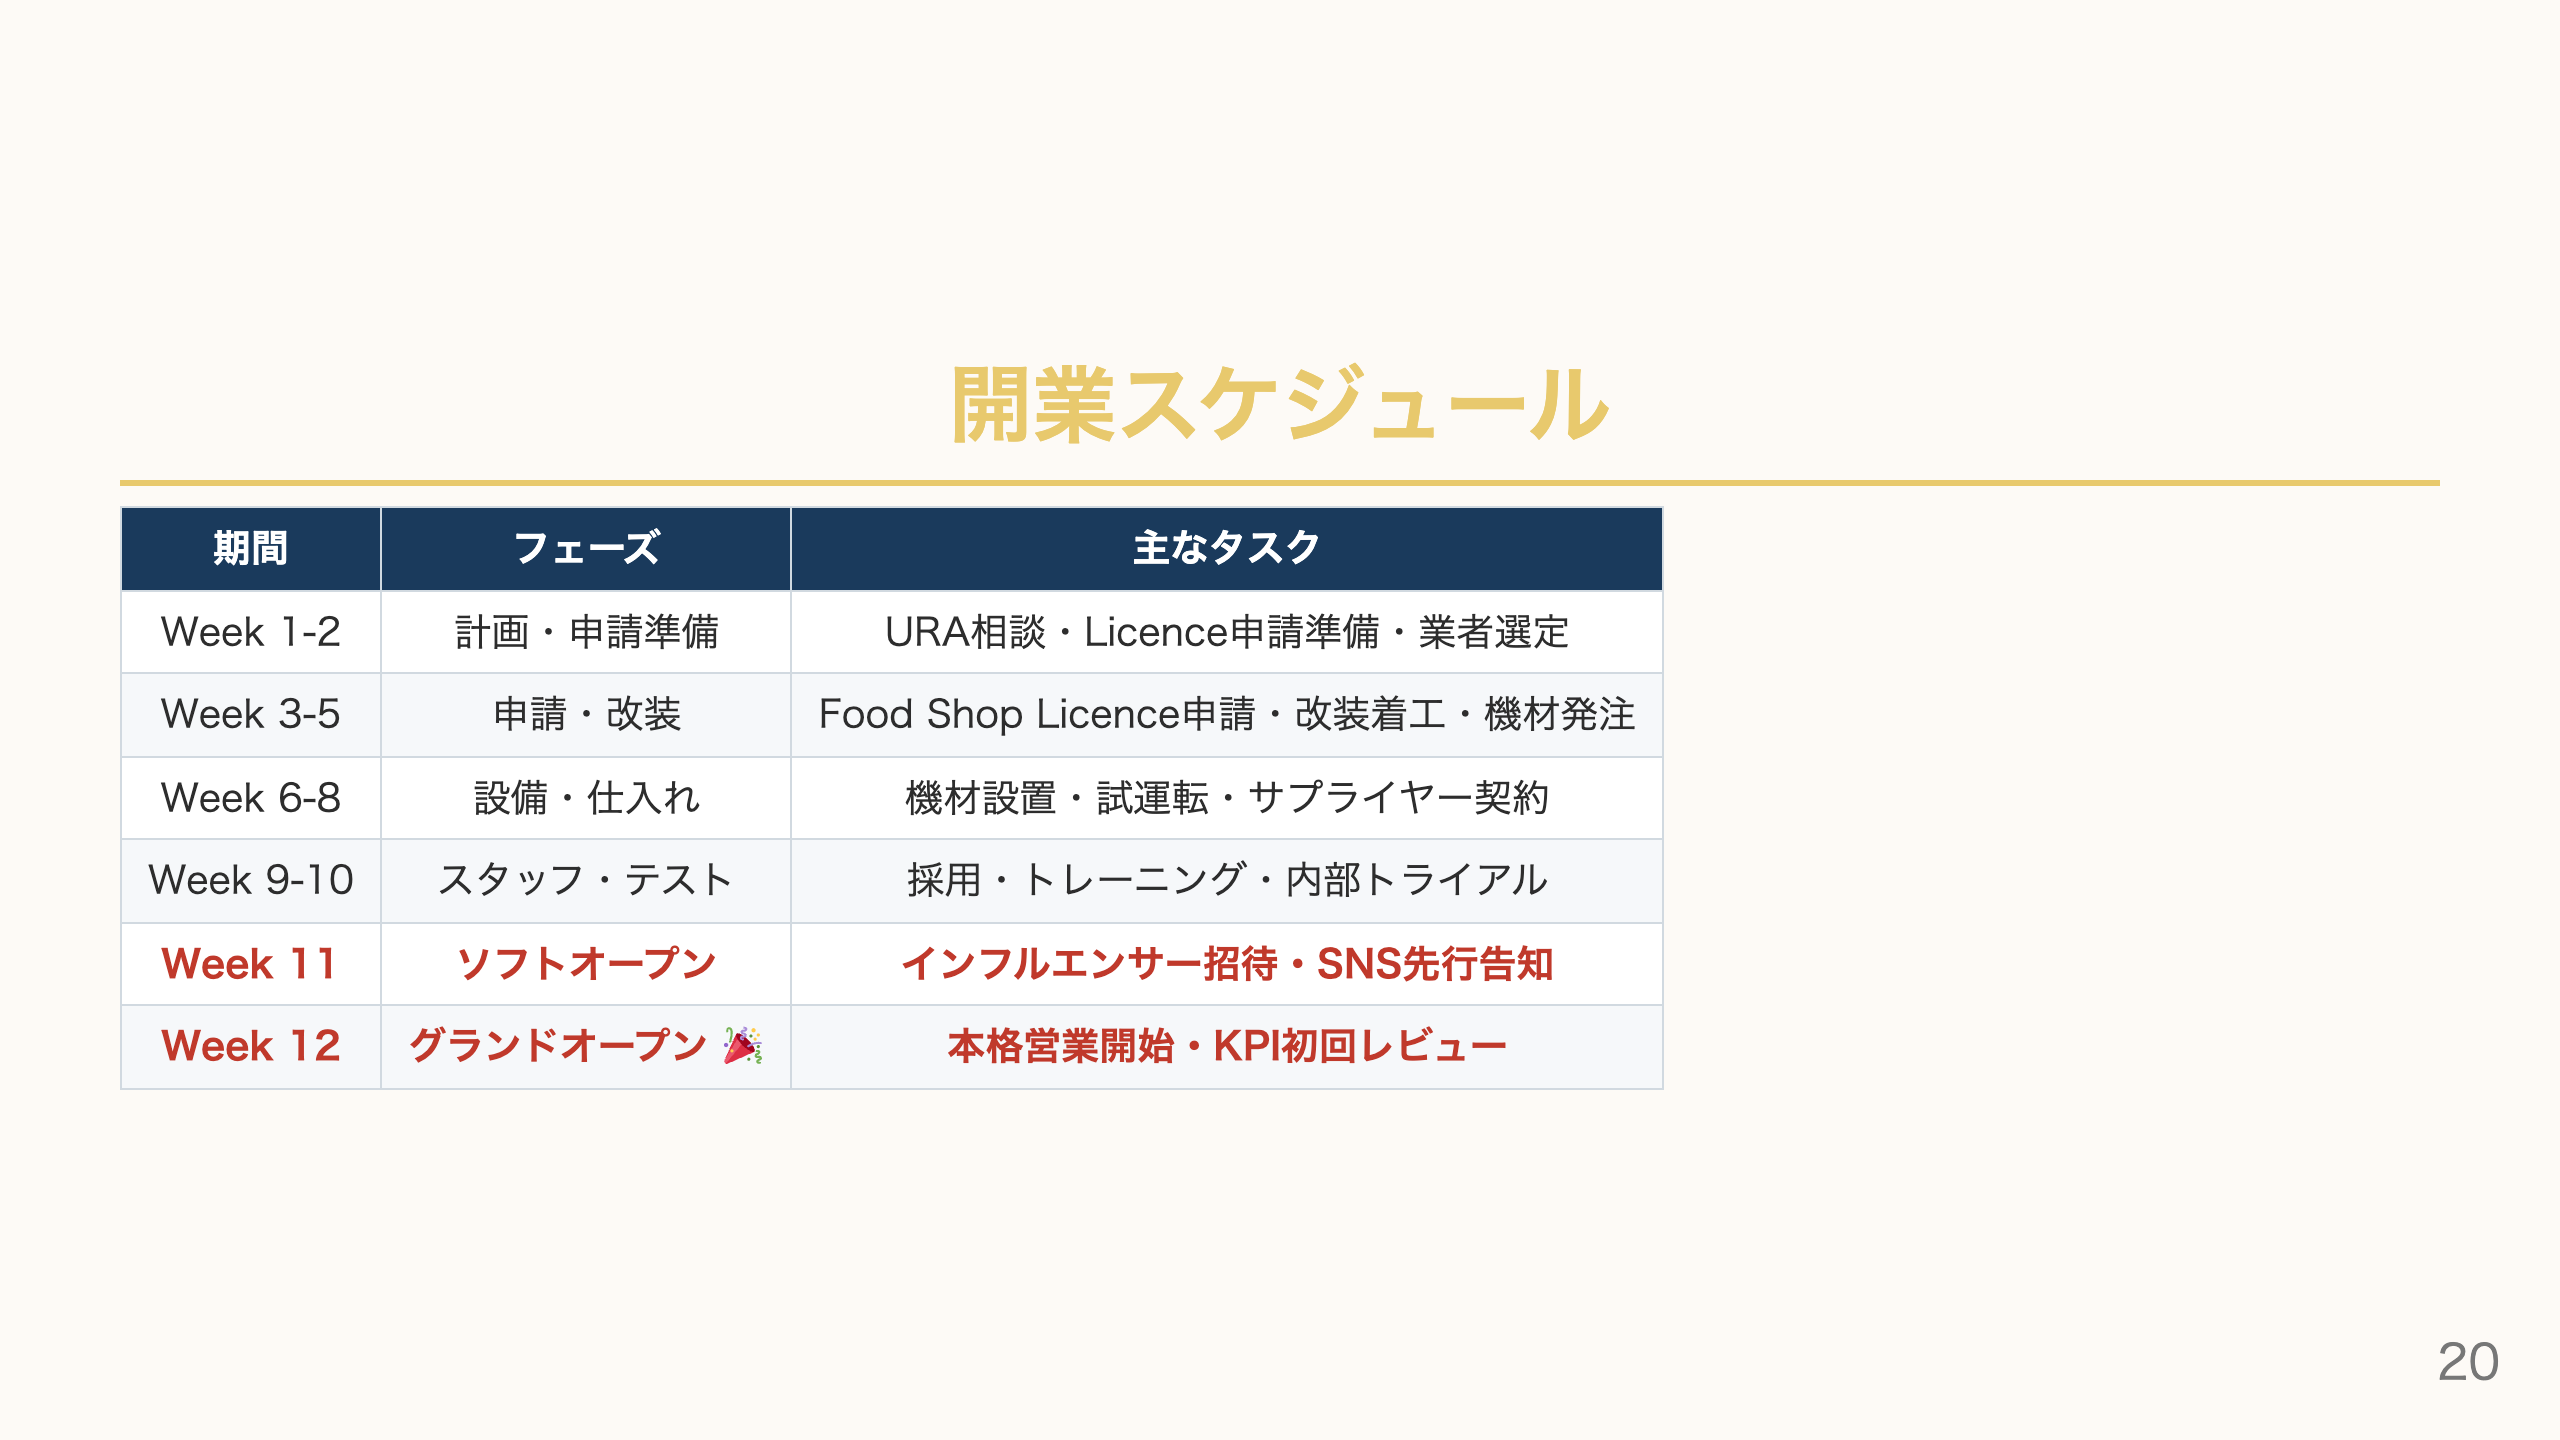 開業スケジュール
期間 フェーズ 主なタスク
Week 1-2 計画・申請準備 URA相談・Licence申請準備・業者選定
Week 3-5 申請・改装 Food Shop Licence申請・改装着工・機材発注
Week 6-8 設備・仕入れ 機材設置・試運転・サプライヤー契約
Week 9-10 スタッフ・テスト 採用・トレーニング・内部トライアル
Week 11 ソフトオープン インフルエンサー招待・SNS先行告知
Week 12 グランドオープン 🎉 本格営業開始・KPI初回レビュー
20